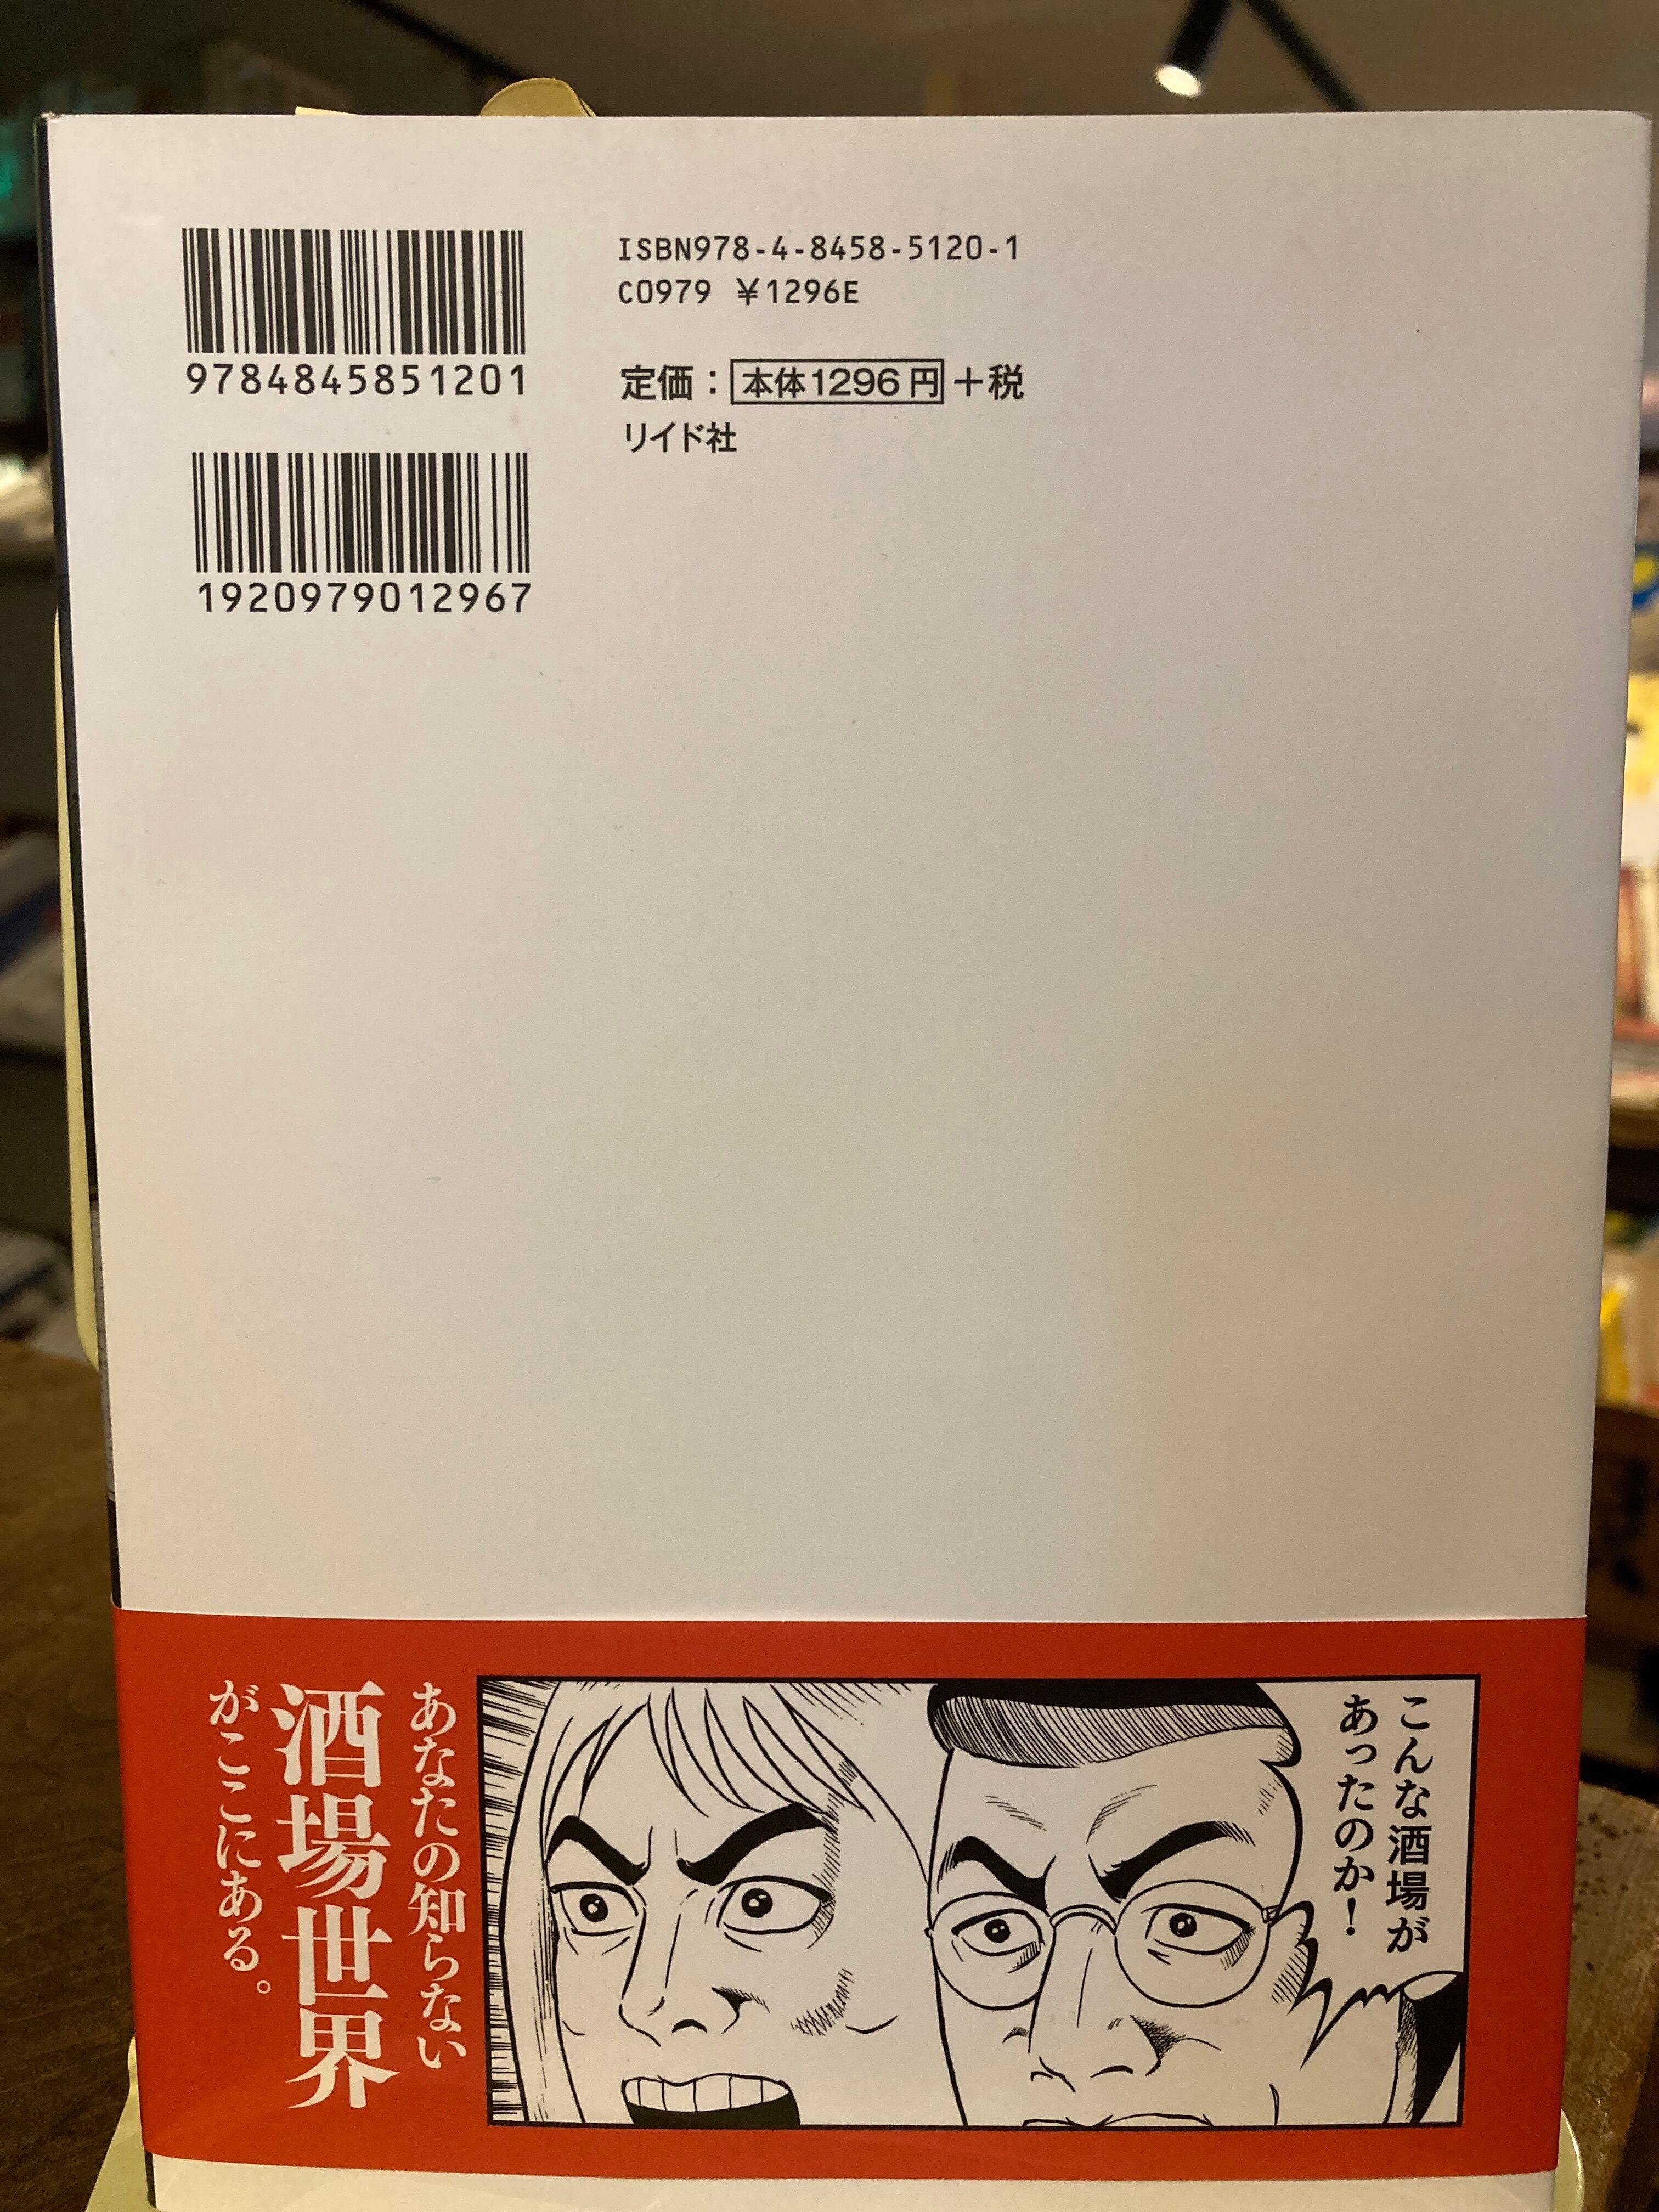 9784845851201
1920979012967
ISBN978-4-8458-5120-1
C0979 ¥1296E
定価：本体1296円＋税
リイド社
こんな酒場が
あったのか！
あなたの知らない
酒場世界
がここにある。